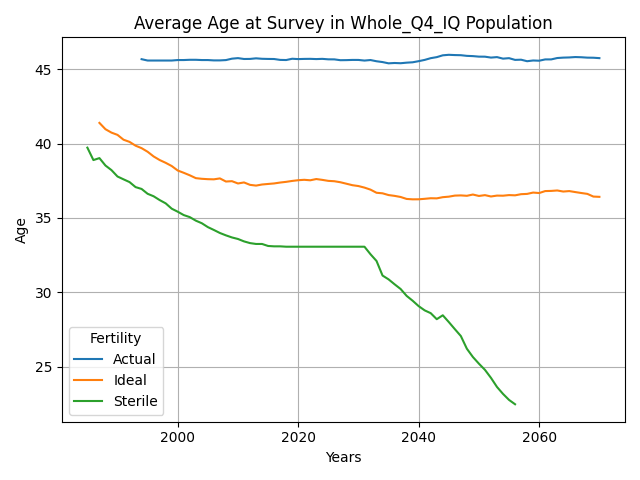 Average Age at Survey in Whole_Q4_IQ Population
Age
45
40
35
30
25
Fertility
Actual
Ideal
Sterile
2000
2020
2040
2060
Years